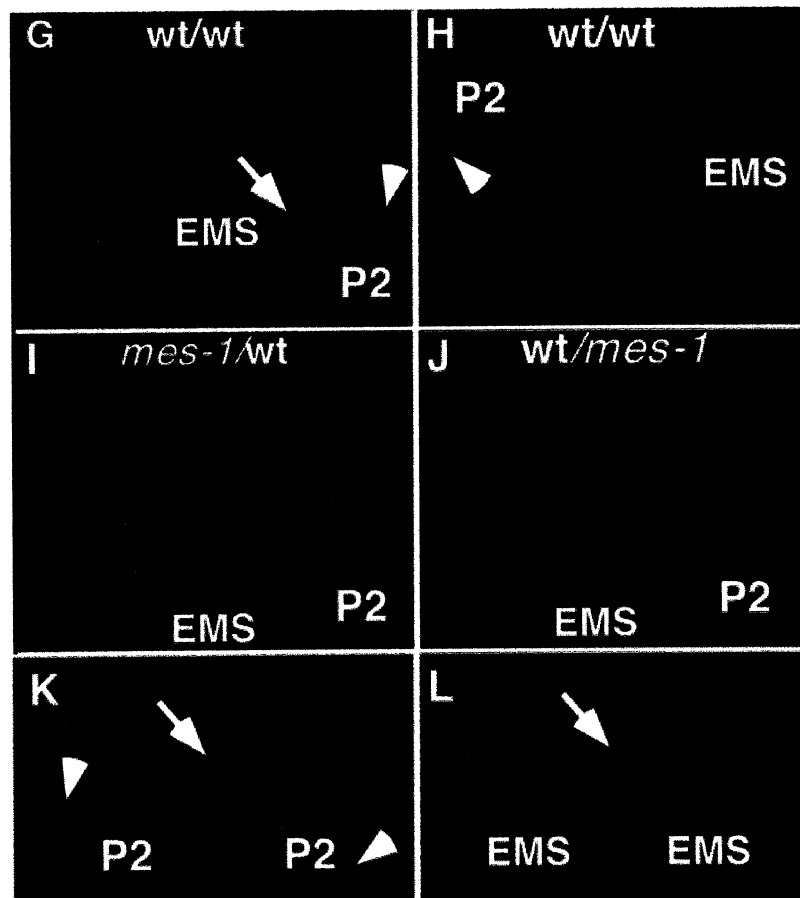 G wt/wt
EMS
P2
H wt/wt
P2
EMS
I mes-1/wt
EMS P2
J wt/mes-1
EMS P2
K
P2 P2
L
EMS EMS